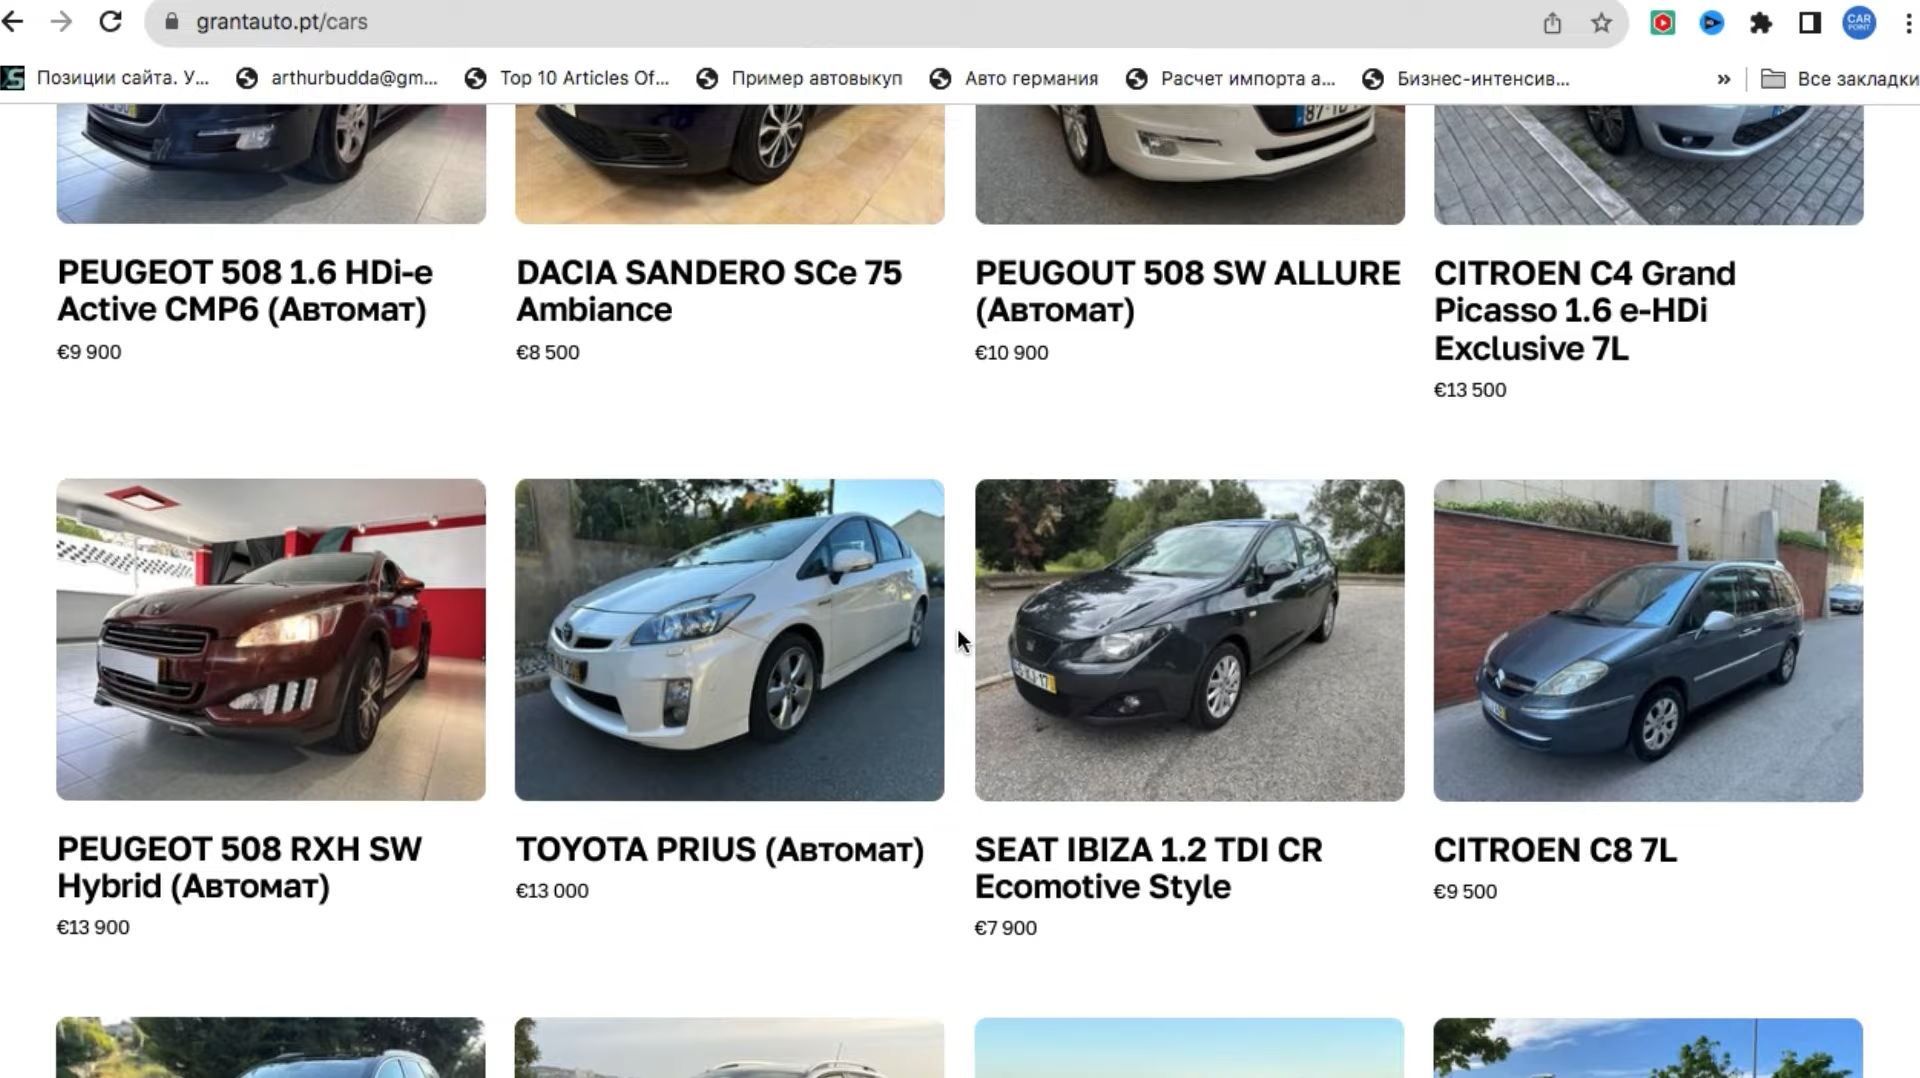 grantauto.pt/cars
CAR
POINT
Позиции сайта. У...
arthurbudda@gm...
Top 10 Articles Of...
Пример автовыкуп
Авто германия
Расчет импорта а...
Бизнес-интенсив...
»
Все закладки
PEUGEOT 508 1.6 HDi-e
Active CMP6 (Автомат)
€9 900
DACIA SANDERO SCe 75
Ambiance
€8 500
PEUGOUT 508 SW ALLURE
(Автомат)
€10 900
CITROEN C4 Grand
Picasso 1.6 e-HDi
Exclusive 7L
€13 500
PEUGEOT 508 RXH SW
Hybrid (Автомат)
€13 900
TOYOTA PRIUS (Автомат)
€13 000
SEAT IBIZA 1.2 TDI CR
Ecomotive Style
€7 900
CITROEN C8 7L
€9 500